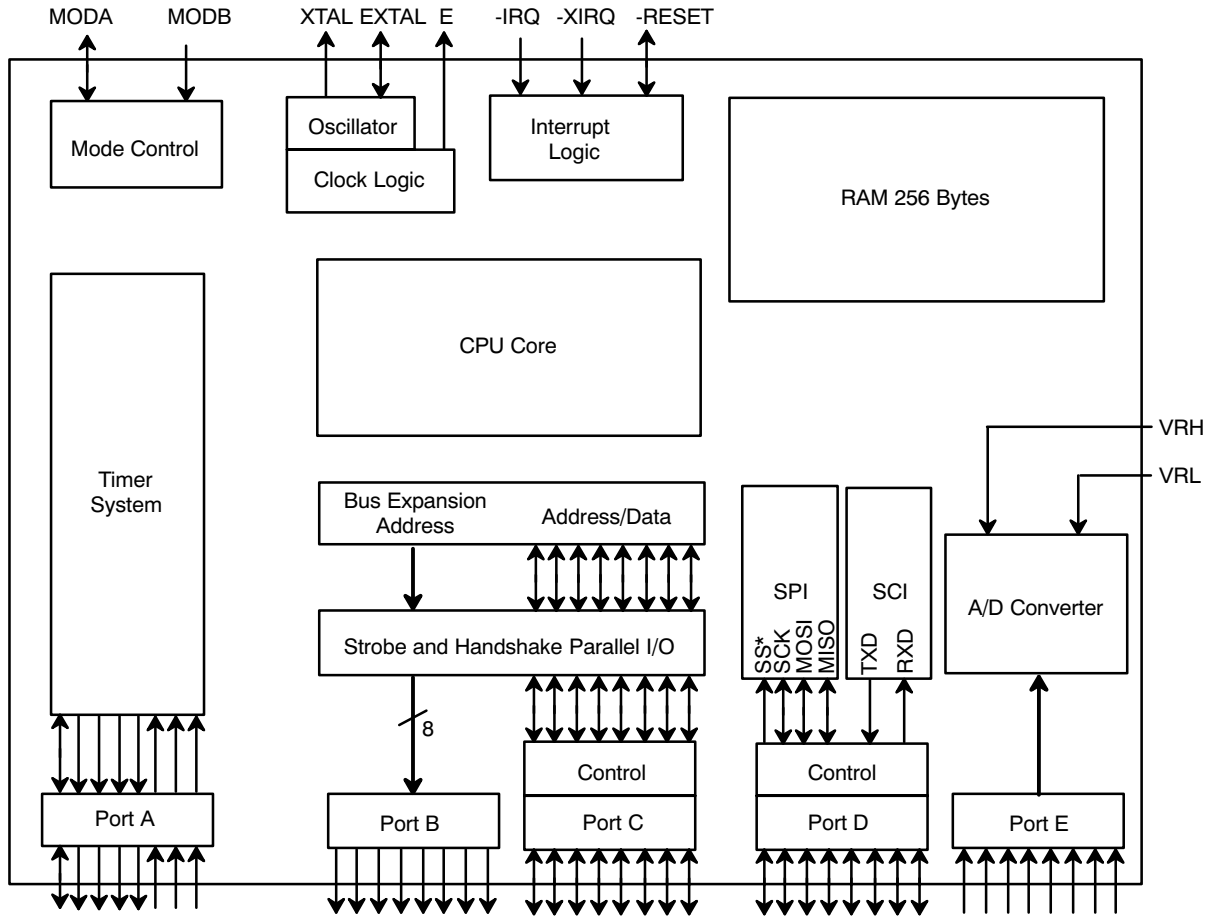 MODA MODB XTAL EXTAL E -IRQ -XIRQ -RESET
Mode Control
Oscillator
Clock Logic
Interrupt
Logic
RAM 256 Bytes
CPU Core
Timer
System
VRH
VRL
Bus Expansion
Address
Address/Data
Strobe and Handshake Parallel I/O
8
SPI
SS*
SCK
MOSI
MISO
SCI
TXD
RXD
A/D Converter
Control
Control
Port A
Port B
Port C
Port D
Port E